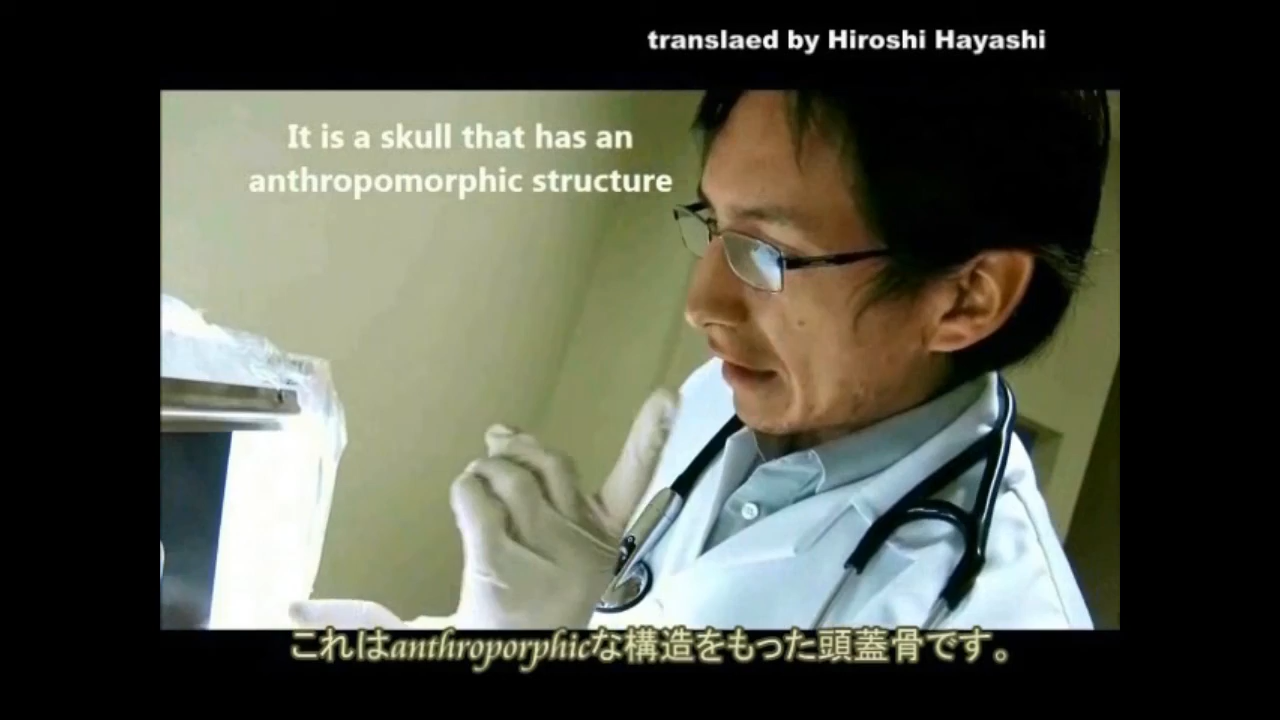 translaed by Hiroshi Hayashi
It is a skull that has an
anthropomorphic structure
これはanthroporphicな構造をもった頭蓋骨です。